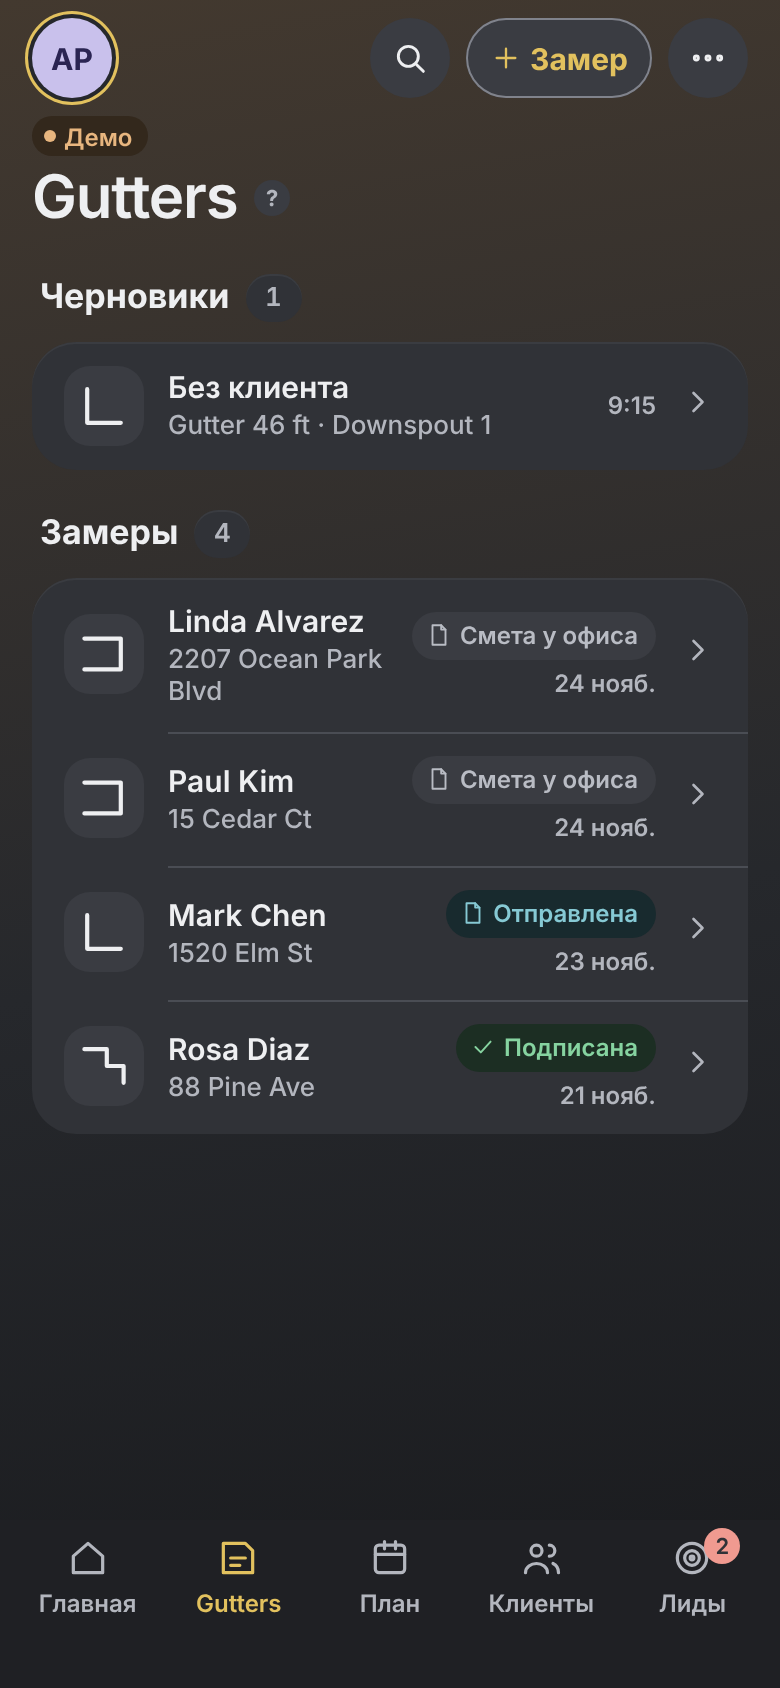 AP
+ Замер
Демо
Gutters ?
Черновики 1
Без клиента
Gutter 46 ft · Downspout 1
9:15
Замеры 4
Linda Alvarez
2207 Ocean Park
Blvd
Смета у офиса
24 нояб.
Paul Kim
15 Cedar Ct
Смета у офиса
24 нояб.
Mark Chen
1520 Elm St
Отправлена
23 нояб.
Rosa Diaz
88 Pine Ave
Подписана
21 нояб.
2
Главная Gutters План Клиенты Лиды